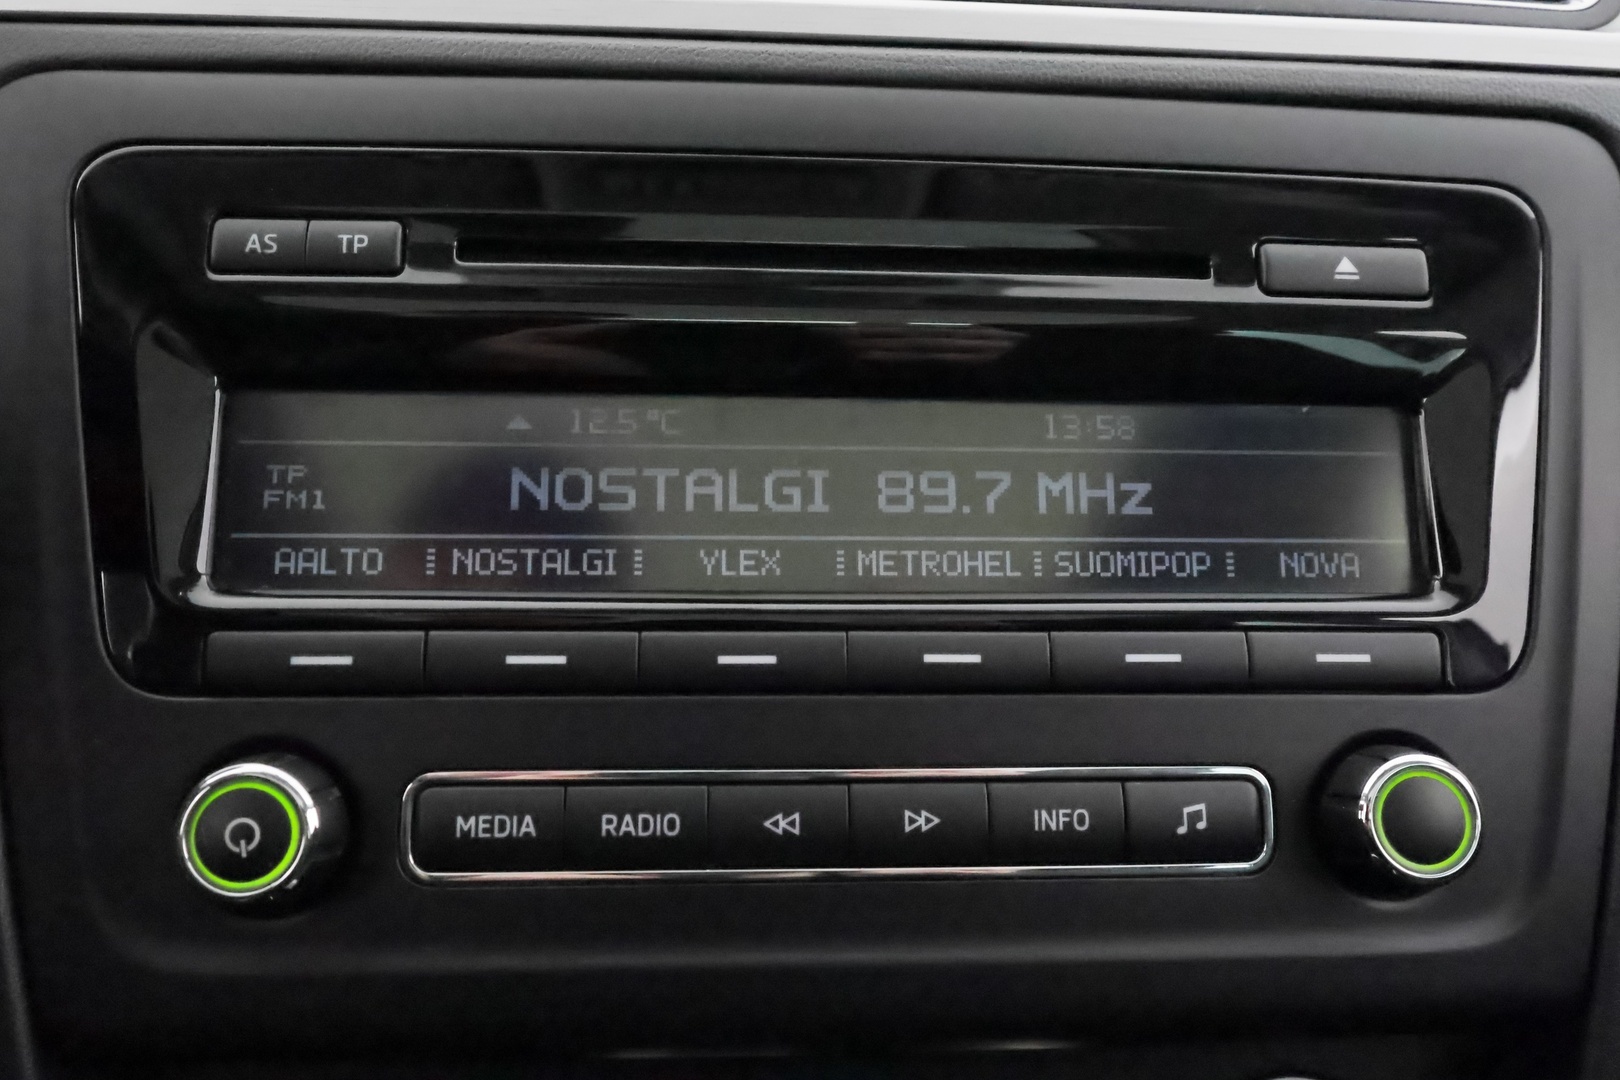 AS TP
12.5°C 13:58
TP
FM1
NOSTALGI 89.7 MHz
AALTO NOSTALGI YLEX METROHEL SUOMIPOP NOVA
MEDIA RADIO INFO